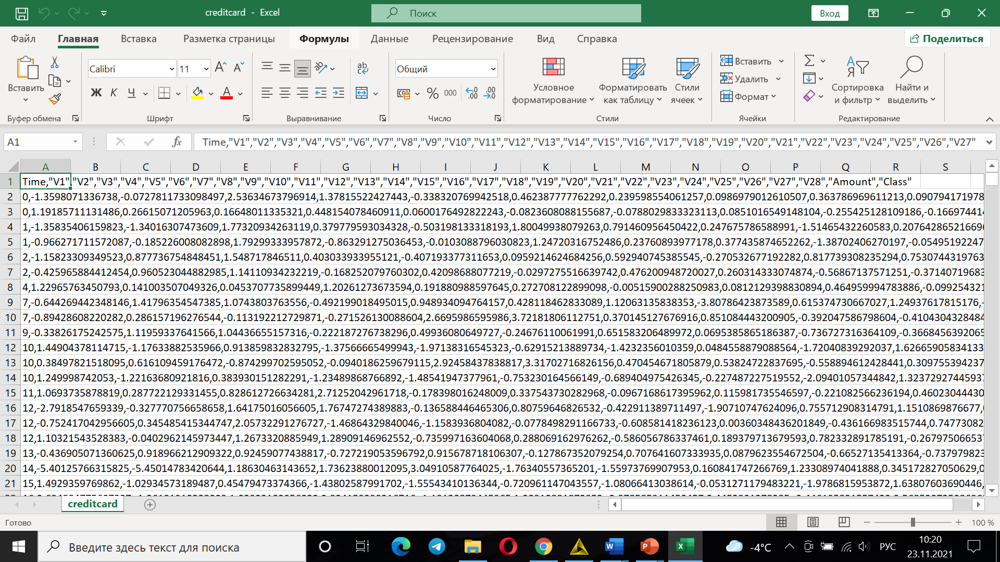 creditcard - Excel
Поиск
Вход
Файл Главная Вставка Разметка страницы Формулы Данные Рецензирование Вид Справка
Поделиться
Вставить
Буфер обмена
Calibri 11
Ж К Ч
Шрифт
Выравнивание
Общий
% 000
Число
Условное форматирование
Форматировать как таблицу
Стили ячеек
Стили
Вставить
Удалить
Формат
Ячейки
Сортировка и фильтр
Найти и выделить
Редактирование
A1
fx
Time,"V1","V2","V3","V4","V5","V6","V7","V8","V9","V10","V11","V12","V13","V14","V15","V16","V17","V18","V19","V20","V21","V22","V23","V24","V25","V26","V27"
A B C D E F G H I J K L M N O P Q R S
1 Time,"V1","V2","V3","V4","V5","V6","V7","V8","V9","V10","V11","V12","V13","V14","V15","V16","V17","V18","V19","V20","V21","V22","V23","V24","V25","V26","V27","V28","Amount","Class"
2 0,-1.3598071336738,-0.0727811733098497,2.53634673796914,1.37815522427443,-0.338320769942518,0.462387777762292,0.239598554061257,0.0986979012610507,0.363786969611213,0.090794171978
3 0,1.19185711131486,0.26615071205963,0.16648011335321,0.448154078460911,0.0600176492822243,-0.0823608088155687,-0.0788029833323113,0.0851016549148104,-0.255425128109186,-0.16697441
4 1,-1.35835406159823,-1.34016307473609,1.77320934263119,0.379779593034328,-0.503198133318193,1.80049938079263,0.791460956450422,0.247675786588991,-1.51465432260583,0.20764286521669
5 1,-0.966271711572087,-0.185226008082898,1.79299333957872,-0.863291275036453,-0.0103088796030823,1.24720316752486,0.23760893977178,0.377435874652262,-1.38702406270197,-0.05495192247
6 2,-1.15823309349523,0.877736754848451,1.548717846511,0.403033933955121,-0.407193377311653,0.0959214624684256,0.592940745385545,-0.270532677192282,0.817739308235294,0.7530744319763
7 2,-0.425965884412454,0.960523044882985,1.14110934232219,-0.168252079760302,0.42098688077219,-0.0297275516639742,0.476200948720027,0.260314333074874,-0.56867137571251,-0.3714071968
8 4,1.22965763450793,0.141003507049326,0.0453707735899449,1.20261273673594,0.191880988597645,0.272708122899098,-0.00515900288250983,0.0812129398830894,0.464959994783886,-0.09925432
9 7,-0.644269442348146,1.41796354547385,1.0743803763556,-0.492199018495015,0.948934094764157,0.428118462833089,1.12063135838353,-3.80786423873589,0.615374730667027,1.24937617815176,-
10 7,-0.89428608220282,0.286157196276544,-0.113192212729871,-0.271526130088604,2.6695986595986,3.72181806112751,0.370145127676916,0.851084443200905,-0.392047586798604,-0.41043043284
11 9,-0.33826175242575,1.11959337641566,1.04436655157316,-0.222187276738296,0.49936080649727,-0.24676110061991,0.651583206489972,0.0695385865186387,-0.736727316364109,-0.366845639206
12 10,1.44904378114715,-1.17633882535966,0.913859832832795,-1.37566665499943,-1.97138316545323,-0.62915213889734,-1.4232356010359,0.0484558879088564,-1.72040839292037,1.62665905834133
13 10,0.38497821518095,0.616109459176472,-0.874299702595052,-0.0940186259679115,2.92458437838817,3.31702716826156,0.470454671805879,0.53824722837695,-0.558894612428441,0.309755394237
14 10,1.249998742053,-1.22163680921816,0.383930151282291,-1.23489868766892,-1.48541947377961,-0.753230164566149,-0.689404975426345,-0.227487227519552,-2.09401057344842,1.32372927445937
15 11,1.0693735878819,0.287722129331455,0.828612726634281,2.71252042961718,-0.178398016248009,0.337543730282968,-0.0967168617395962,0.115981735546597,-0.221082566236194,0.46023044430
16 12,-2.7918547659339,-0.327770756658658,1.64175016056605,1.76747274389883,-0.136588446465306,0.80759646826532,-0.422911389711497,-1.90710747624096,0.755712908314791,1.1510869876677,
17 12,-0.752417042956605,0.345485415344747,2.05732291276727,-1.46864329840046,-1.1583936804082,-0.0778498291166733,-0.608581418236123,0.00360348436201849,-0.436166983515744,0.74773082
18 12,1.10321543528383,-0.0402962145973447,1.2673320885949,1.28909146962552,-0.735997163604068,0.288069162976262,-0.586056786337461,0.189379713679593,0.782332891785191,-0.26797506653
19 13,-0.436905071360625,0.918966212909322,0.92459077438817,-0.727219053596792,0.915678718106307,-0.127867352079254,0.707641607333935,0.0879623554672504,-0.66527135413364,-0.737979823
20 14,-5.40125766315825,-5.45014783420644,1.18630463143652,1.73623880012095,3.04910587764025,-1.76340557365201,-1.55973769907953,0.160841747266769,1.23308974041888,0.345172827050629,0
21 15,1.4929359769862,-1.02934573189487,0.45479473374366,-1.43802587991702,-1.55543410136344,-0.720961147043557,-1.08066413038614,-0.0531271179483221,-1.9786815953872,1.63807603690446,
creditcard
Готово
100 %
Введите здесь текст для поиска
-4°C
РУС
10:20
23.11.2021